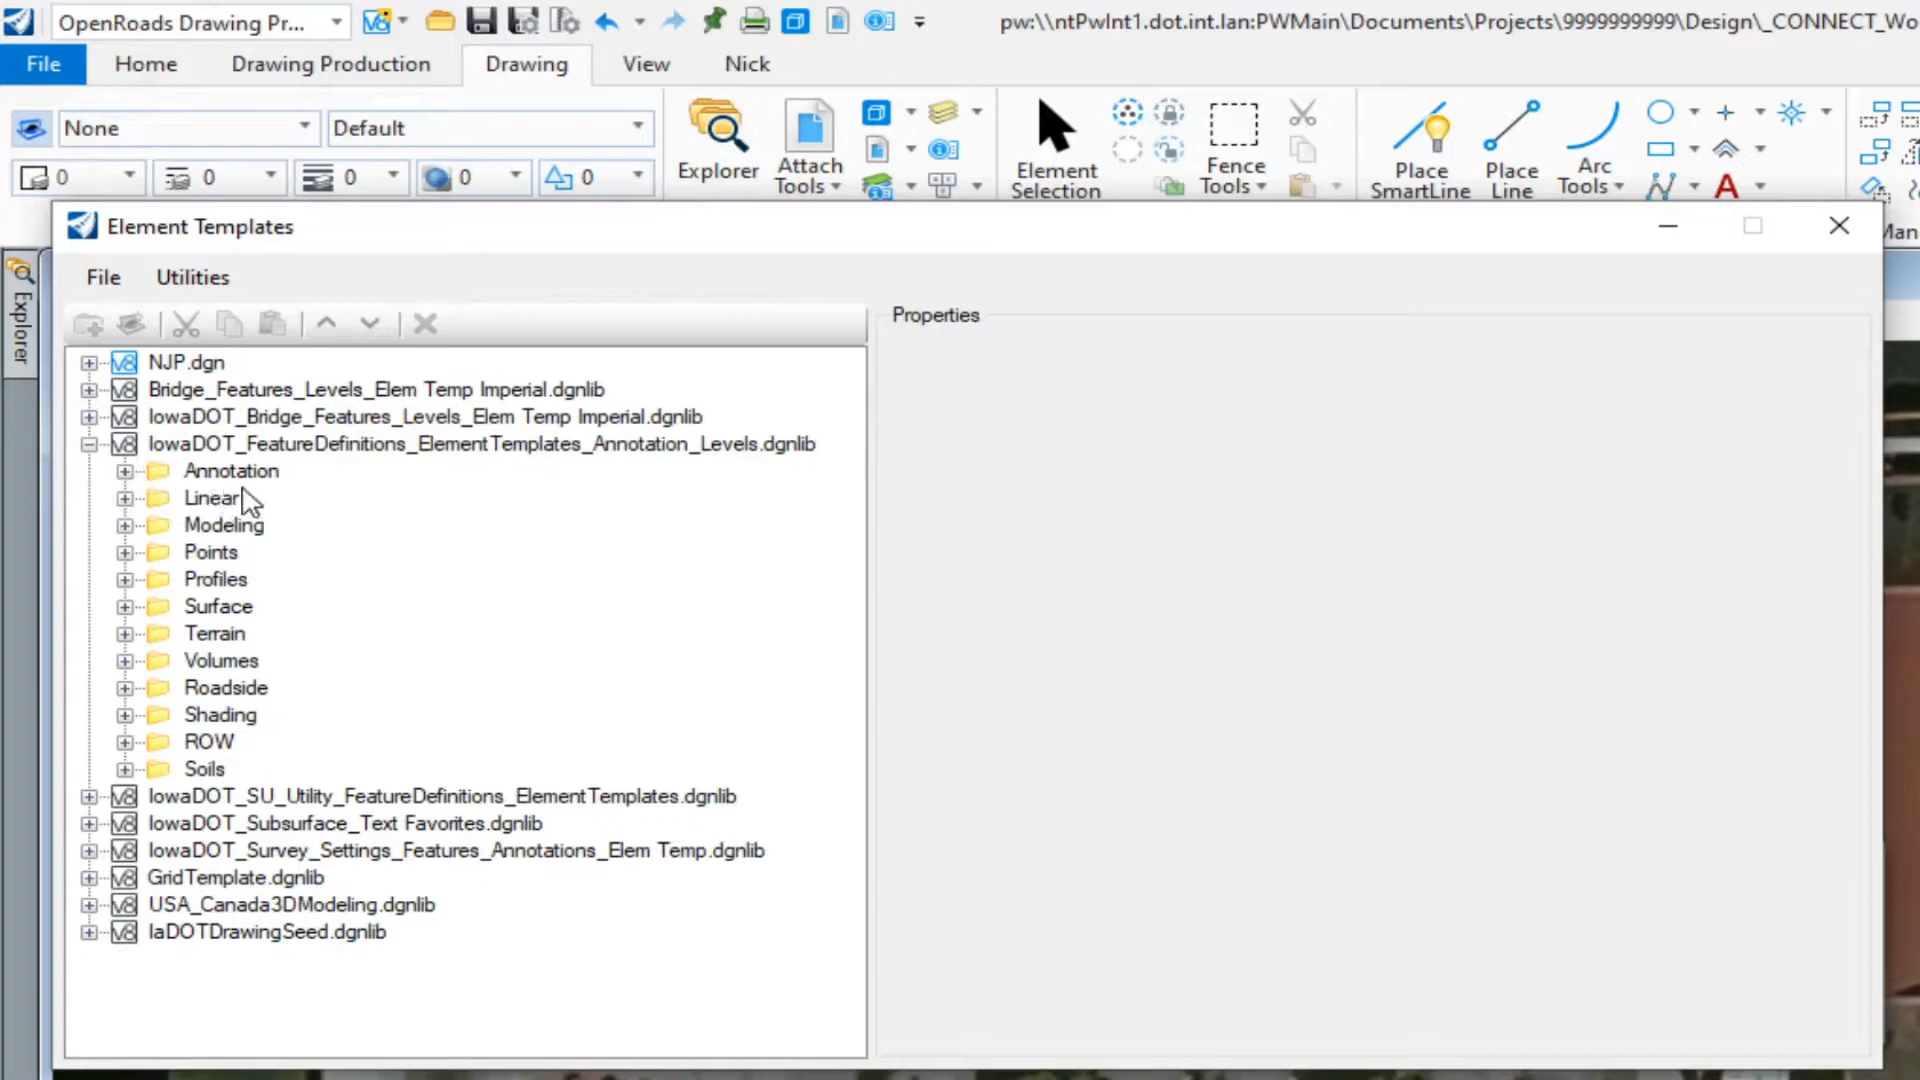 OpenRoads Drawing Pr...
pw:\\ntPwInt1.dot.int.lan:PWMain\Documents\Projects\9999999999\Design\_CONNECT_Wo
File Home Drawing Production Drawing View Nick
None Default
0 0 0 0 0
Explorer
Attach Tools
Element Selection
Fence Tools
Place SmartLine
Place Line
Arc Tools
A
Man
Element Templates
Explorer
File Utilities
Properties
NJP.dgn
Bridge_Features_Levels_Elem Temp Imperial.dgnlib
IowaDOT_Bridge_Features_Levels_Elem Temp Imperial.dgnlib
IowaDOT_FeatureDefinitions_ElementTemplates_Annotation_Levels.dgnlib
Annotation
Linear
Modeling
Points
Profiles
Surface
Terrain
Volumes
Roadside
Shading
ROW
Soils
IowaDOT_SU_Utility_FeatureDefinitions_ElementTemplates.dgnlib
IowaDOT_Subsurface_Text Favorites.dgnlib
IowaDOT_Survey_Settings_Features_Annotations_Elem Temp.dgnlib
GridTemplate.dgnlib
USA_Canada3DModeling.dgnlib
IaDOTDrawingSeed.dgnlib